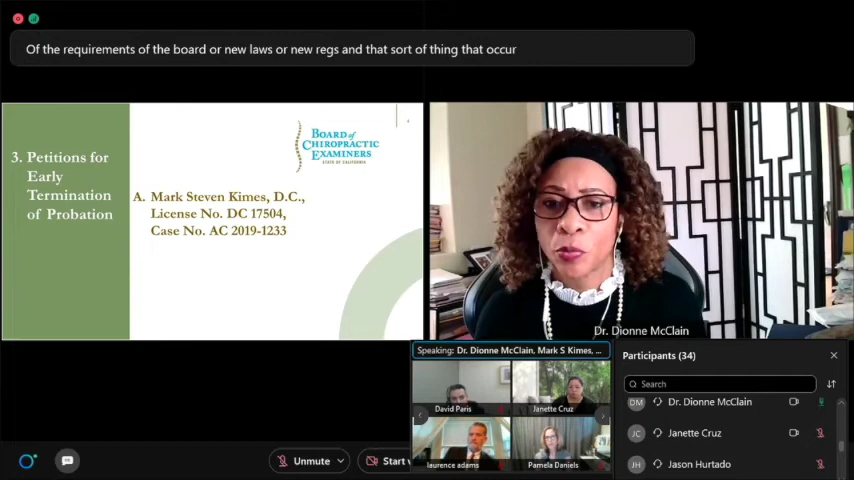 Of the requirements of the board or new laws or new regs and that sort of thing that occur
3. Petitions for
Early
Termination
of Probation
BOARD of
CHIROPRACTIC
EXAMINERS
STATE OF CALIFORNIA
A. Mark Steven Kimes, D.C.,
License No. DC 17504,
Case No. AC 2019-1233
Dr. Dionne McClain
Speaking: Dr. Dionne McClain, Mark S Kimes, ...
David Paris
Janette Cruz
laurence adams
Pamela Daniels
Participants (34)
Search
DM Dr. Dionne McClain
JC Janette Cruz
JH Jason Hurtado
Unmute
Start v